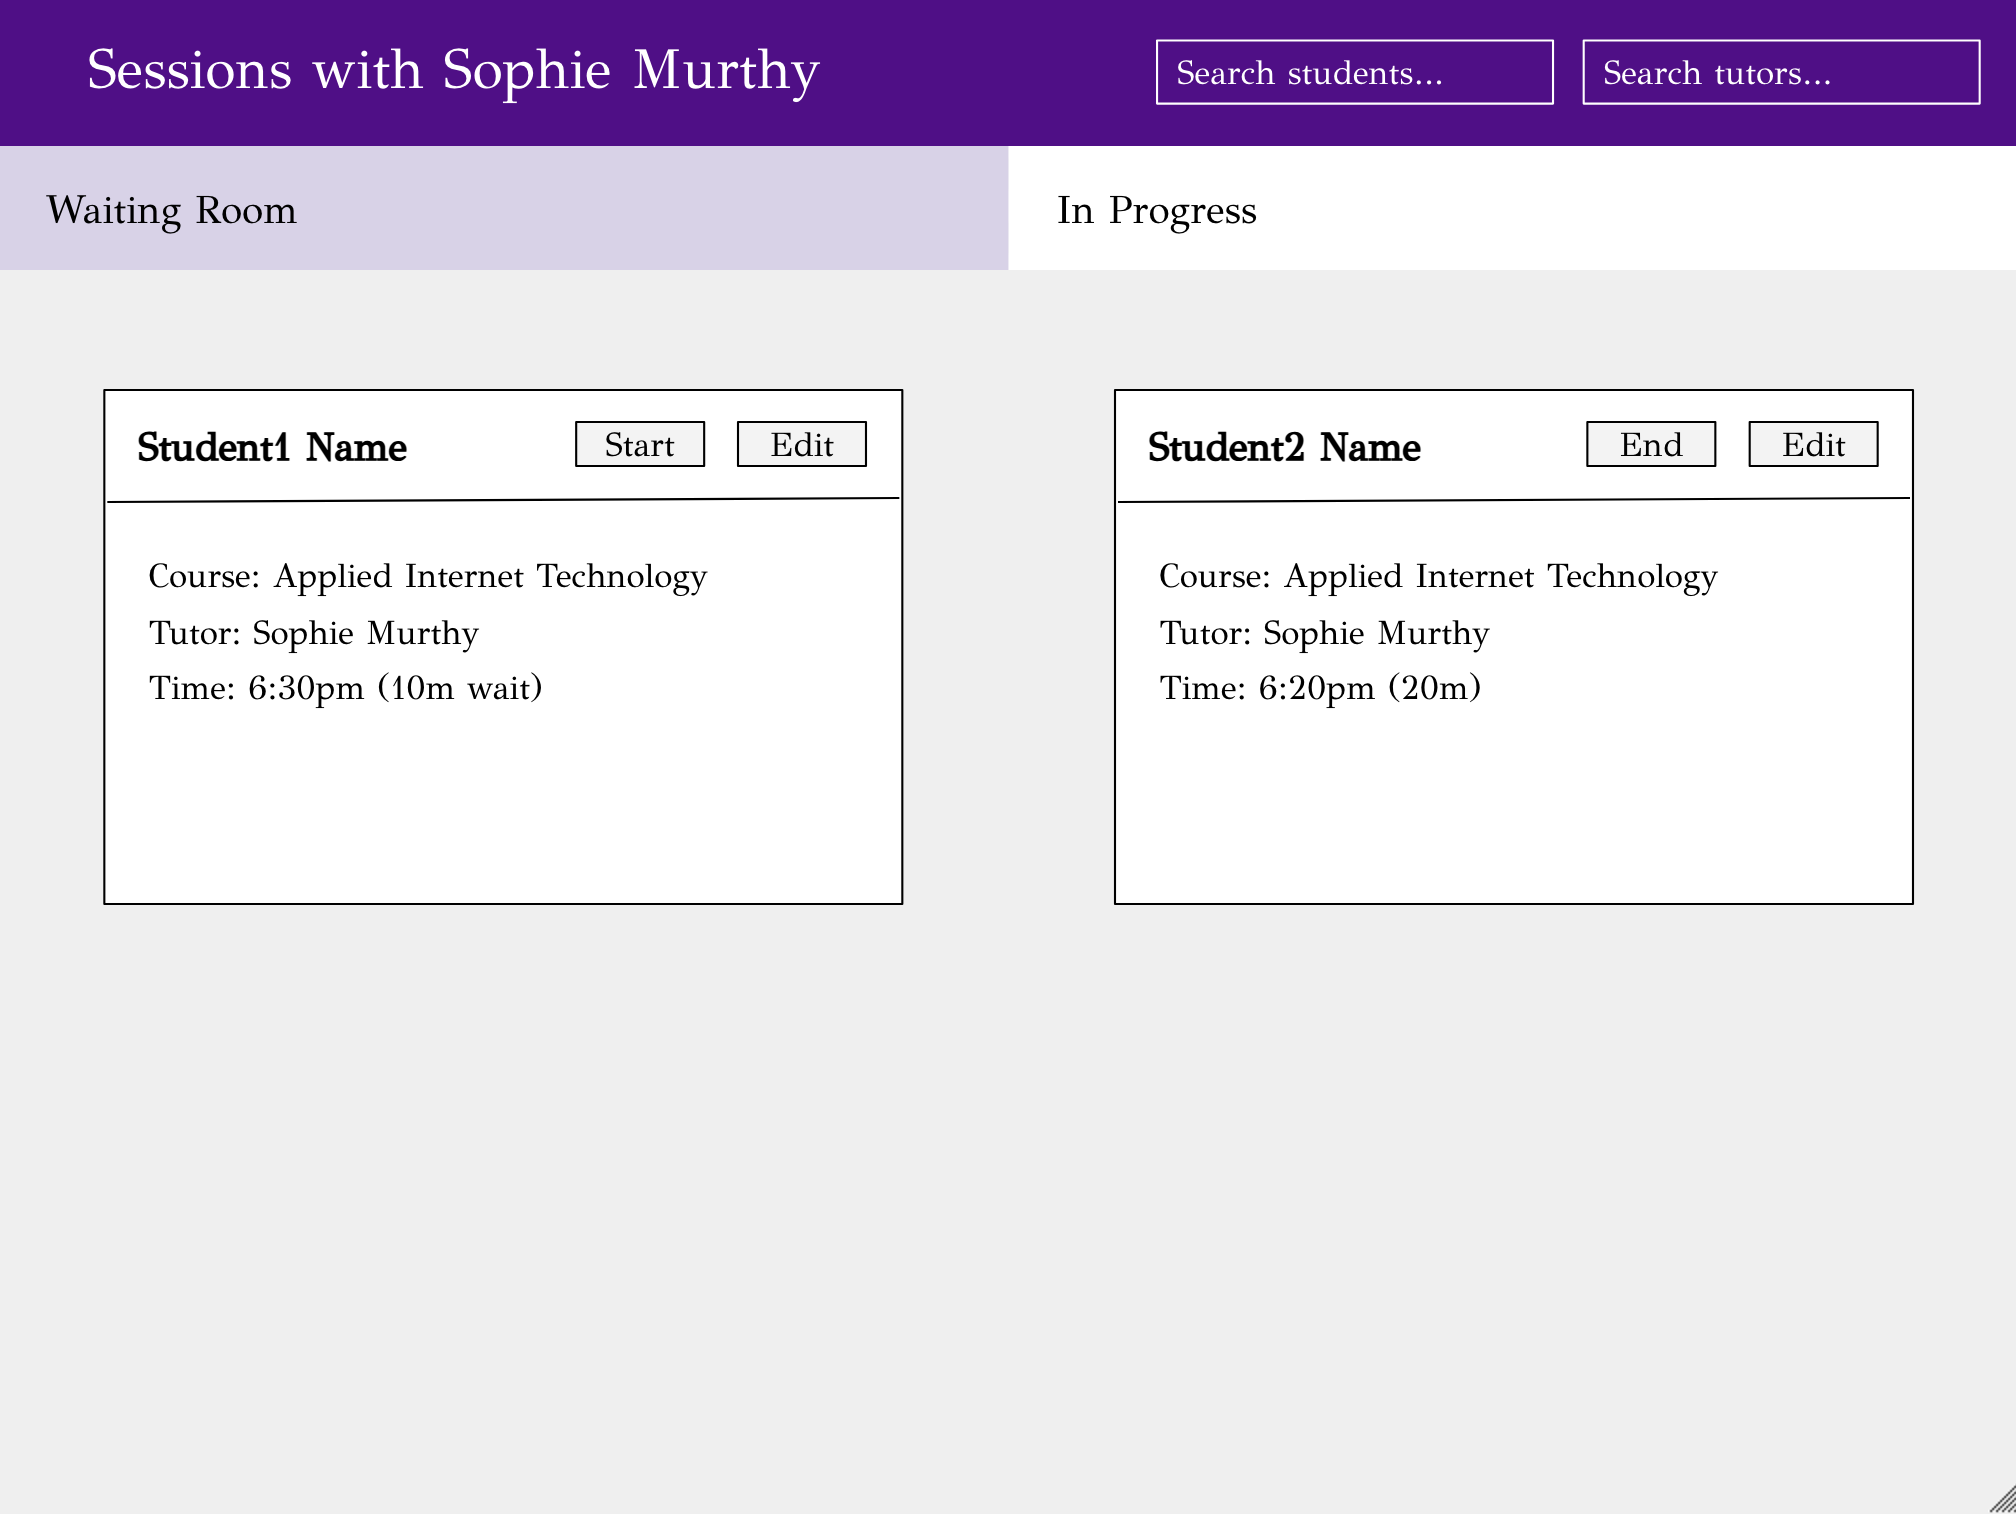 Sessions with Sophie Murthy
Search students...
Search tutors...
Waiting Room
In Progress
Student1 Name
Start
Edit
Course: Applied Internet Technology
Tutor: Sophie Murthy
Time: 6:30pm (10m wait)
Student2 Name
End
Edit
Course: Applied Internet Technology
Tutor: Sophie Murthy
Time: 6:20pm (20m)